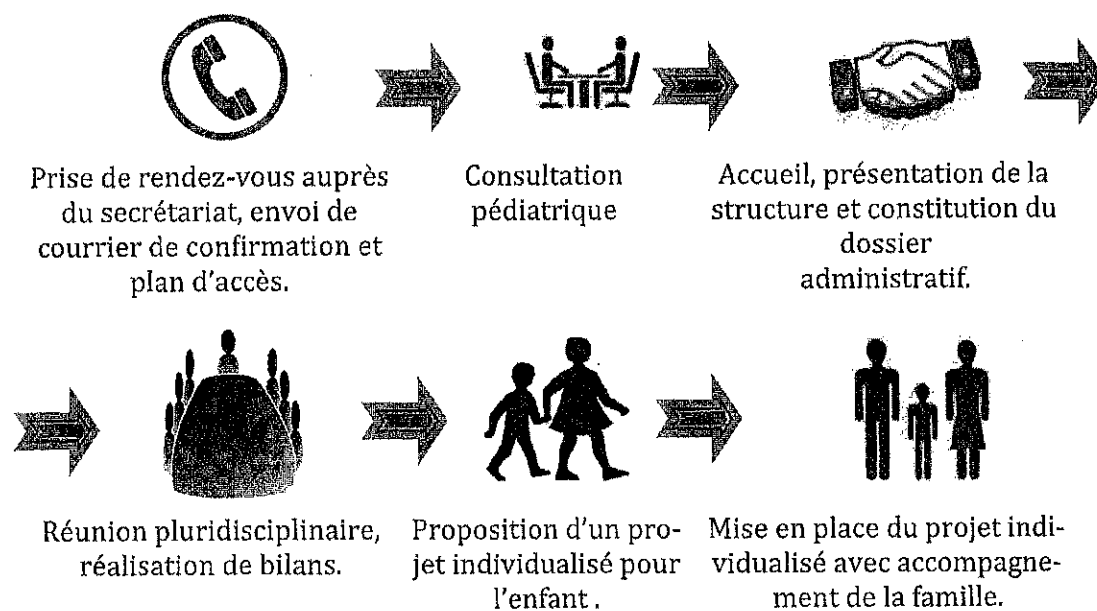 Prise de rendez-vous auprès
du secrétariat, envoi de
courrier de confirmation et
plan d'accès.
Consultation
pédiatrique
Accueil, présentation de la
structure et constitution du
dossier
administratif.
Réunion pluridisciplinaire,
réalisation de bilans.
Proposition d'un pro-
jet individualisé pour
l'enfant .
Mise en place du projet indi-
vidualisé avec accompagne-
ment de la famille.